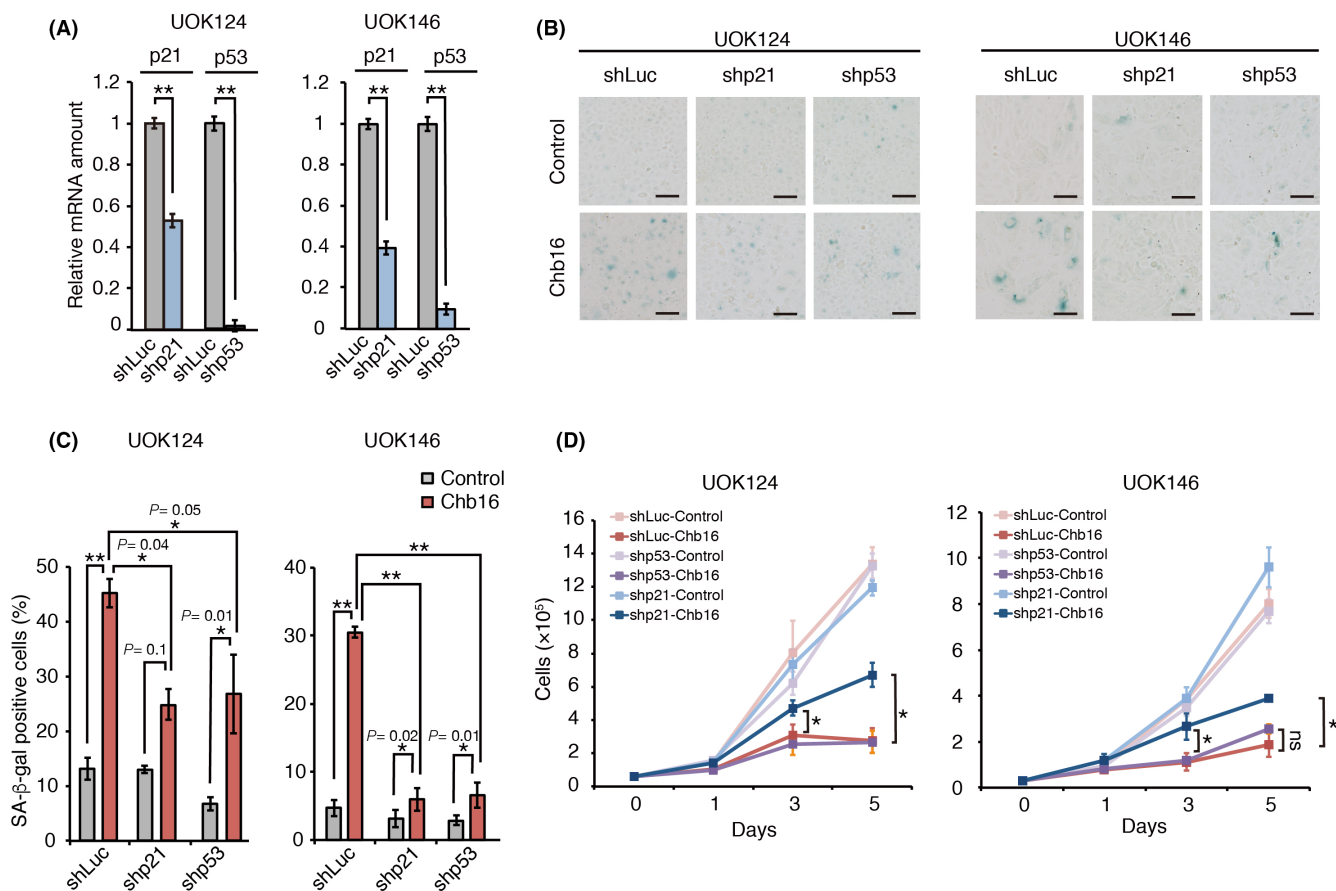 (A)
UOK124
UOK146
p21
p53
p21
p53
Relative mRNA amount
1.2
1
0.8
0.6
0.4
0.2
0
**
**
shLuc
shp21
shLuc
shp53
1.2
1
0.8
0.6
0.4
0.2
0
**
**
shLuc
shp21
shLuc
shp53
(B)
UOK124
UOK146
shLuc
shp21
shp53
shLuc
shp21
shp53
Control
Chb16
(C)
UOK124
UOK146
Control
Chb16
SA-β-gal positive cells (%)
50
40
30
20
10
0
P= 0.05
*
P= 0.04
*
**
P= 0.1
P= 0.01
*
shLuc
shp21
shp53
40
30
20
10
0
**
**
**
P= 0.02
*
P= 0.01
*
shLuc
shp21
shp53
(D)
UOK124
UOK146
Cells (×10⁵)
16
14
12
10
8
6
4
2
0
shLuc-Control
shLuc-Chb16
shp53-Control
shp53-Chb16
shp21-Control
shp21-Chb16
*
*
0
1
3
5
Days
12
10
8
6
4
2
0
shLuc-Control
shLuc-Chb16
shp53-Control
shp53-Chb16
shp21-Control
shp21-Chb16
*
ns
*
0
1
3
5
Days